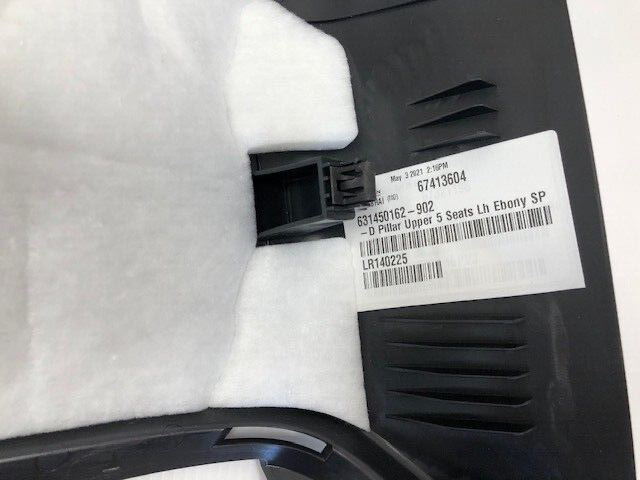 May 3 2021 2:16PM
67413604
631450162-902
-D Pillar Upper 5 Seats Lh Ebony SP
LR140225